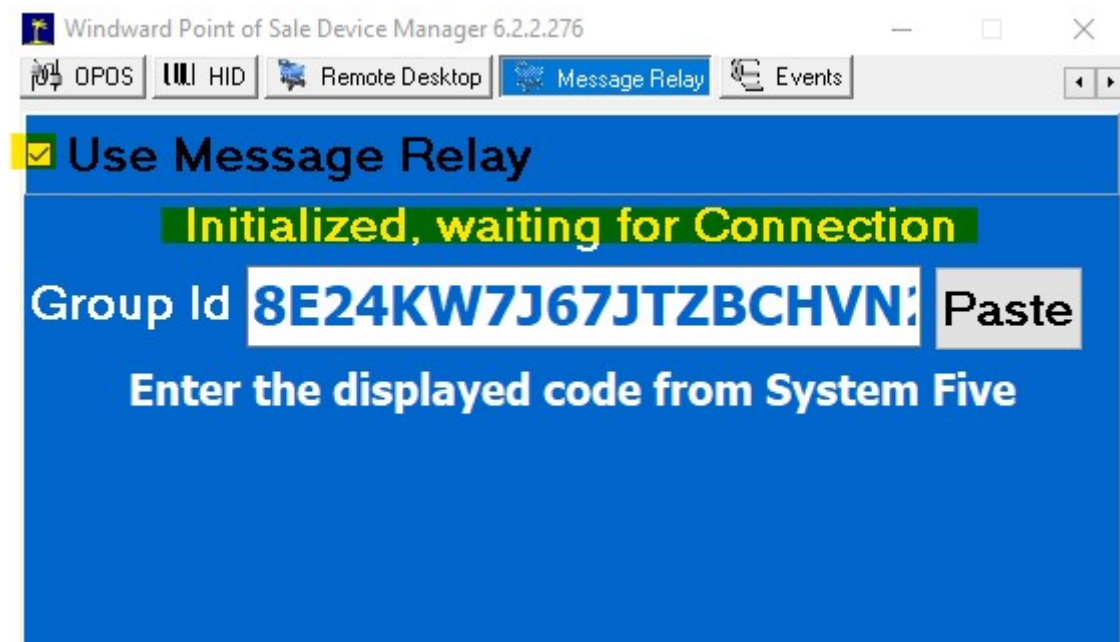 Windward Point of Sale Device Manager 6.2.2.276
OPOS HID Remote Desktop Message Relay Events
Use Message Relay
Initialized, waiting for Connection
Group Id 8E24KW7J67JTZBCHVN Paste
Enter the displayed code from System Five